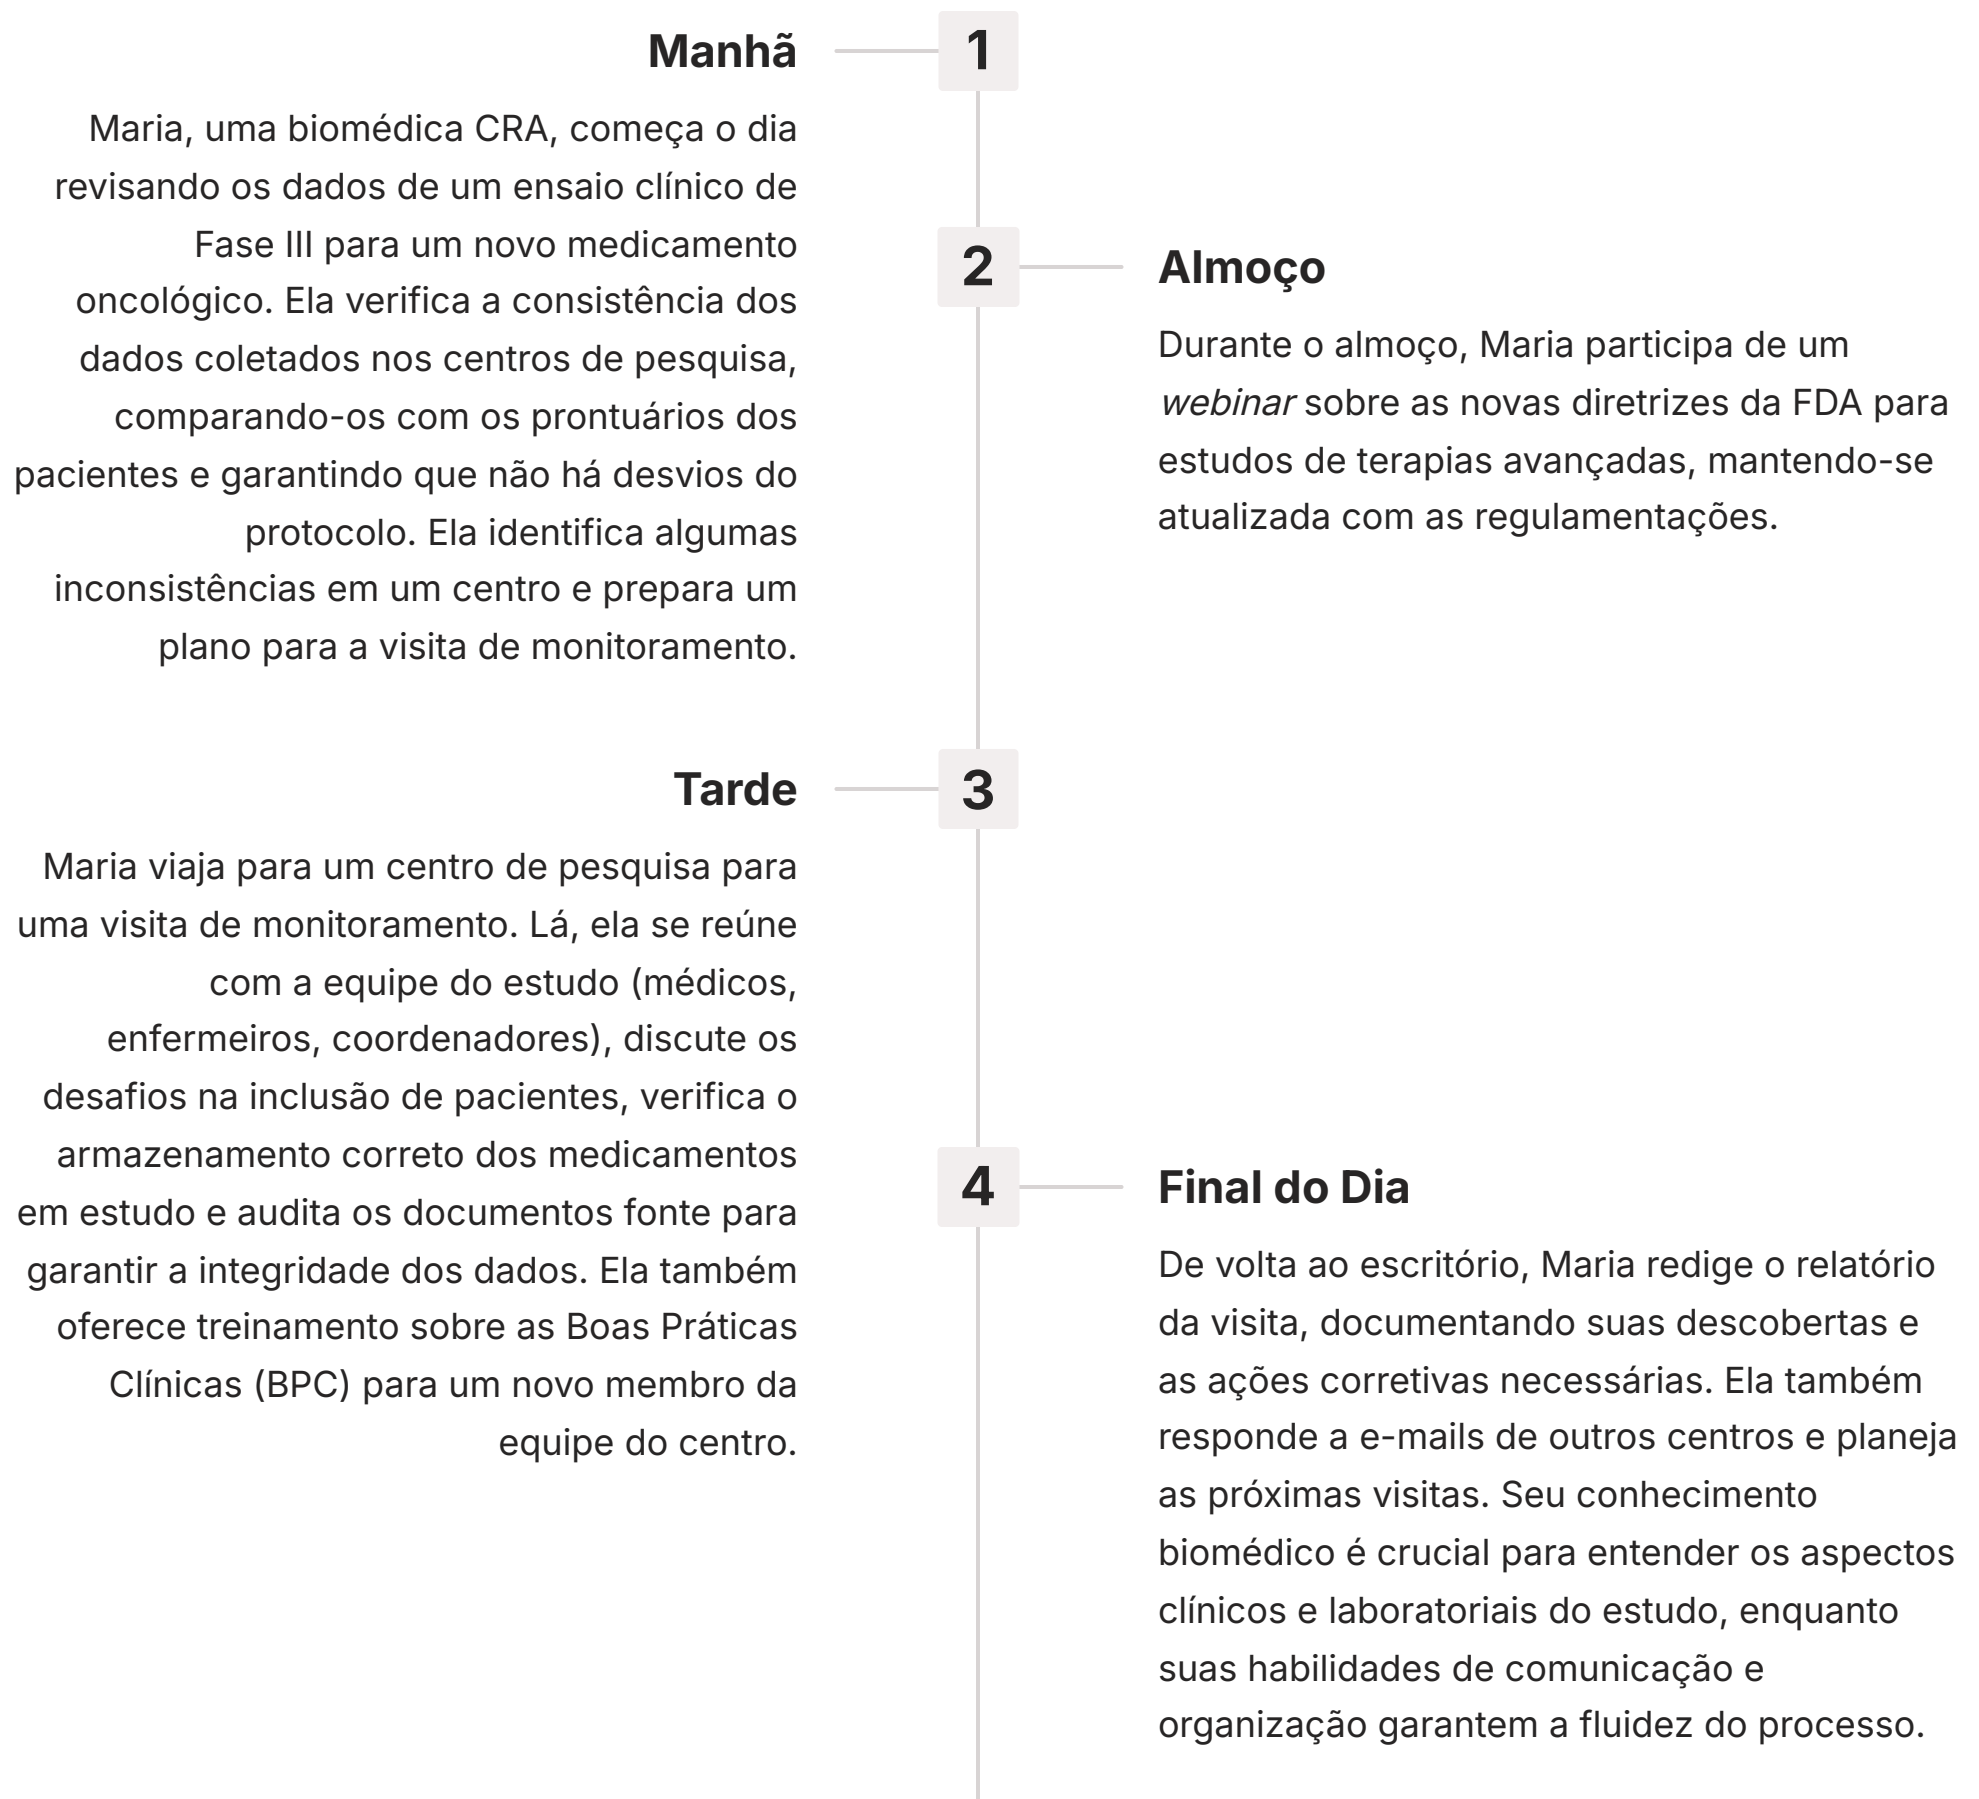 1
Manhã
Maria, uma biomédica CRA, começa o dia
revisando os dados de um ensaio clínico de
Fase III para um novo medicamento
oncológico. Ela verifica a consistência dos
dados coletados nos centros de pesquisa,
comparando-os com os prontuários dos
pacientes e garantindo que não há desvios do
protocolo. Ela identifica algumas
inconsistências em um centro e prepara um
plano para a visita de monitoramento.
2
Almoço
Durante o almoço, Maria participa de um
webinar sobre as novas diretrizes da FDA para
estudos de terapias avançadas, mantendo-se
atualizada com as regulamentações.
3
Tarde
Maria viaja para um centro de pesquisa para
uma visita de monitoramento. Lá, ela se reúne
com a equipe do estudo (médicos,
enfermeiros, coordenadores), discute os
desafios na inclusão de pacientes, verifica o
armazenamento correto dos medicamentos
em estudo e audita os documentos fonte para
garantir a integridade dos dados. Ela também
oferece treinamento sobre as Boas Práticas
Clínicas (BPC) para um novo membro da
equipe do centro.
4
Final do Dia
De volta ao escritório, Maria redige o relatório
da visita, documentando suas descobertas e
as ações corretivas necessárias. Ela também
responde a e-mails de outros centros e planeja
as próximas visitas. Seu conhecimento
biomédico é crucial para entender os aspectos
clínicos e laboratoriais do estudo, enquanto
suas habilidades de comunicação e
organização garantem a fluidez do processo.